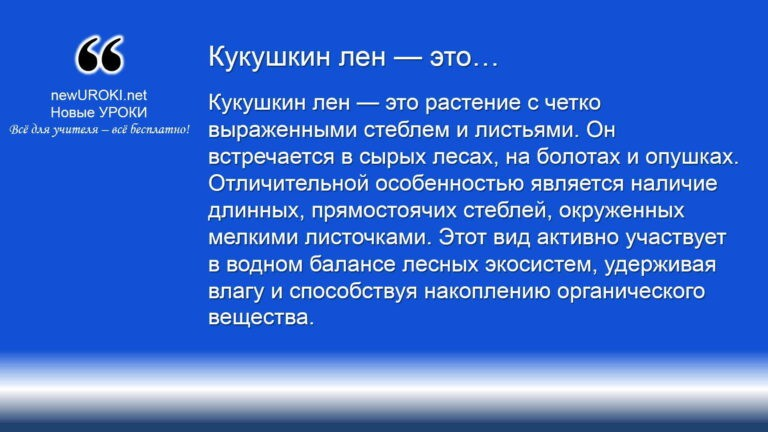 newUROKI.net
Новые УРОКИ
Всё для учителя – всё бесплатно!
Кукушкин лен — это…
Кукушкин лен — это растение с четко
выраженными стеблем и листьями. Он
встречается в сырых лесах, на болотах и опушках.
Отличительной особенностью является наличие
длинных, прямостоячих стеблей, окруженных
мелкими листочками. Этот вид активно участвует
в водном балансе лесных экосистем, удерживая
влагу и способствуя накоплению органического
вещества.